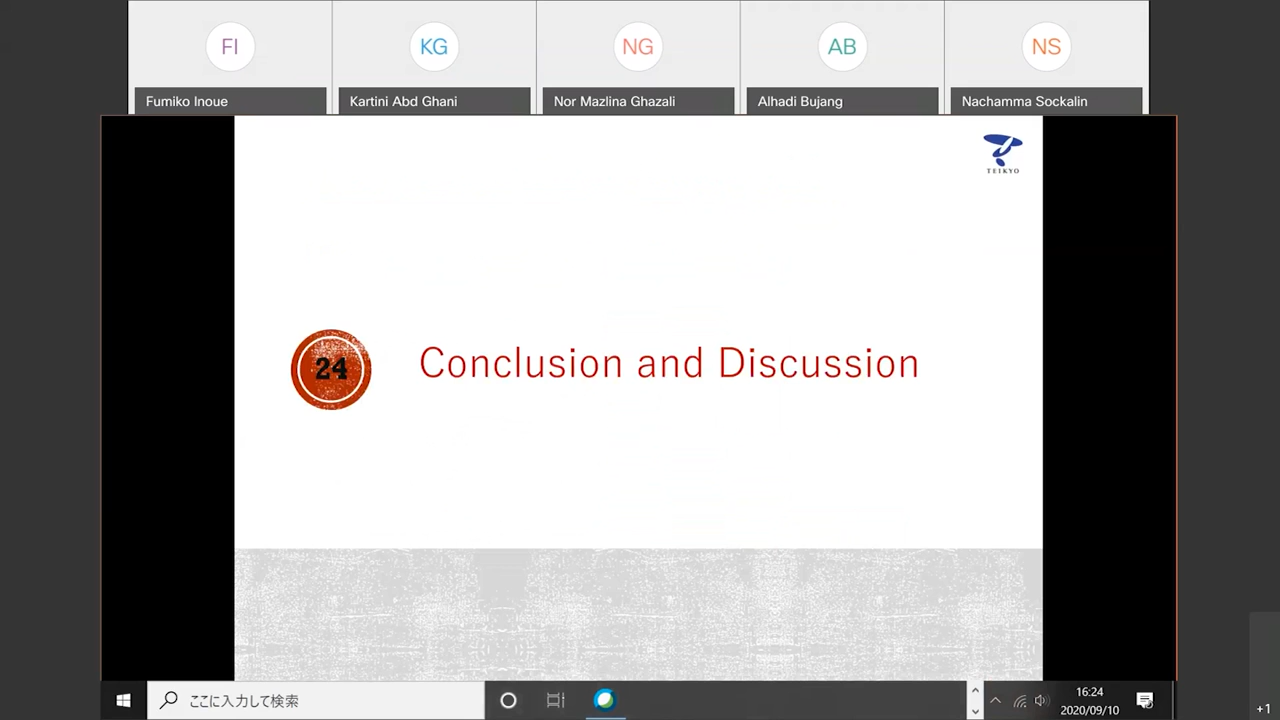 FI
KG
NG
AB
NS
Fumiko Inoue
Kartini Abd Ghani
Nor Mazlina Ghazali
Alhadi Bujang
Nachamma Sockalin
TEIKYO
24
Conclusion and Discussion
ここに入力して検索
16:24
2020/09/10
+1